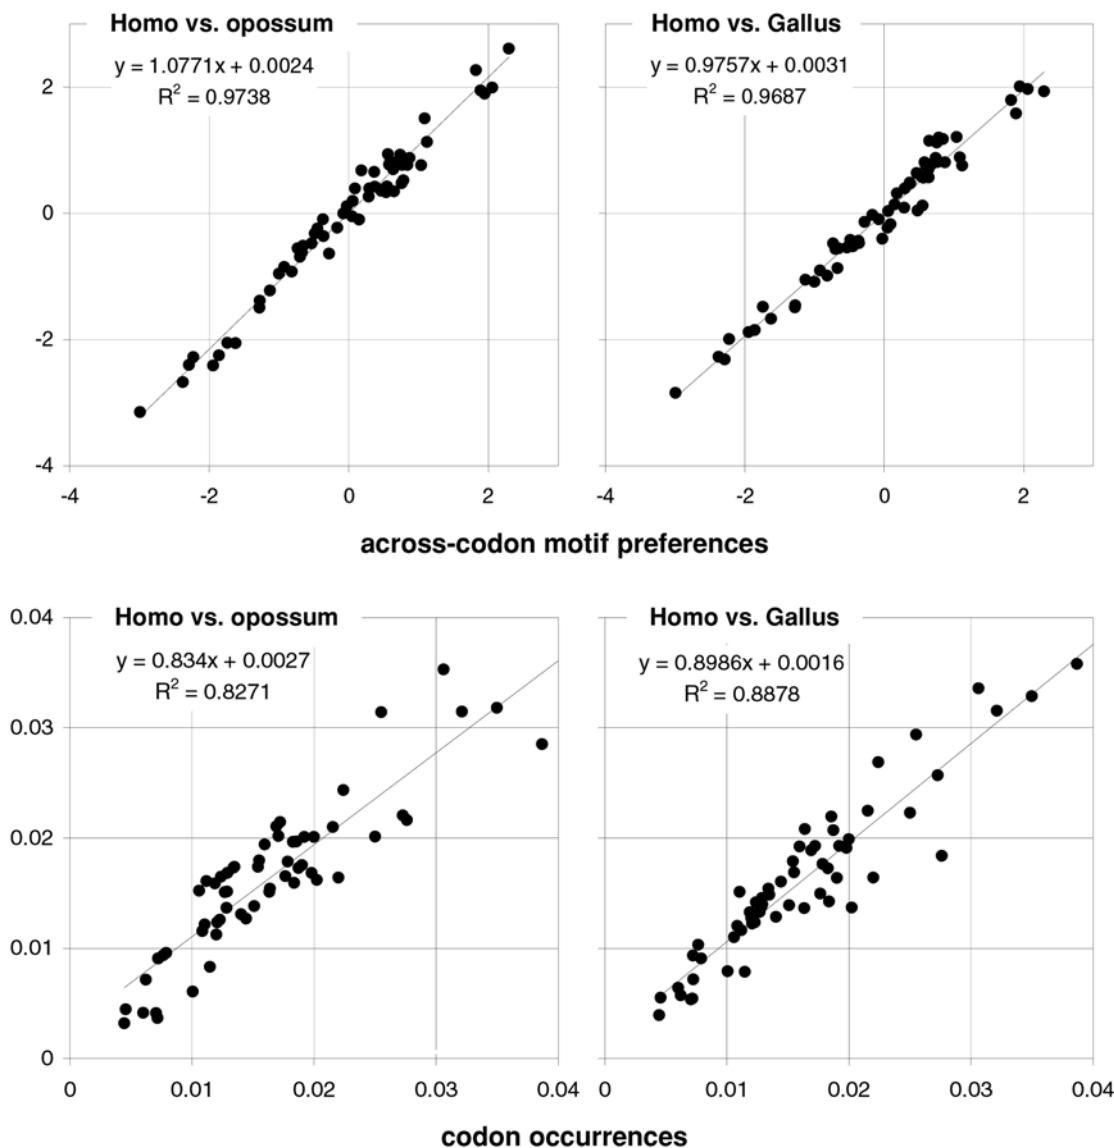 Homo vs. opossum
y = 1.0771x + 0.0024
R² = 0.9738
Homo vs. Gallus
y = 0.9757x + 0.0031
R² = 0.9687
2
0
-2
-4
-4 -2 0 2
-4 -2 0 2
across-codon motif preferences
Homo vs. opossum
y = 0.834x + 0.0027
R² = 0.8271
Homo vs. Gallus
y = 0.8986x + 0.0016
R² = 0.8878
0.04
0.03
0.02
0.01
0
0 0.01 0.02 0.03 0.04
0 0.01 0.02 0.03 0.04
codon occurrences